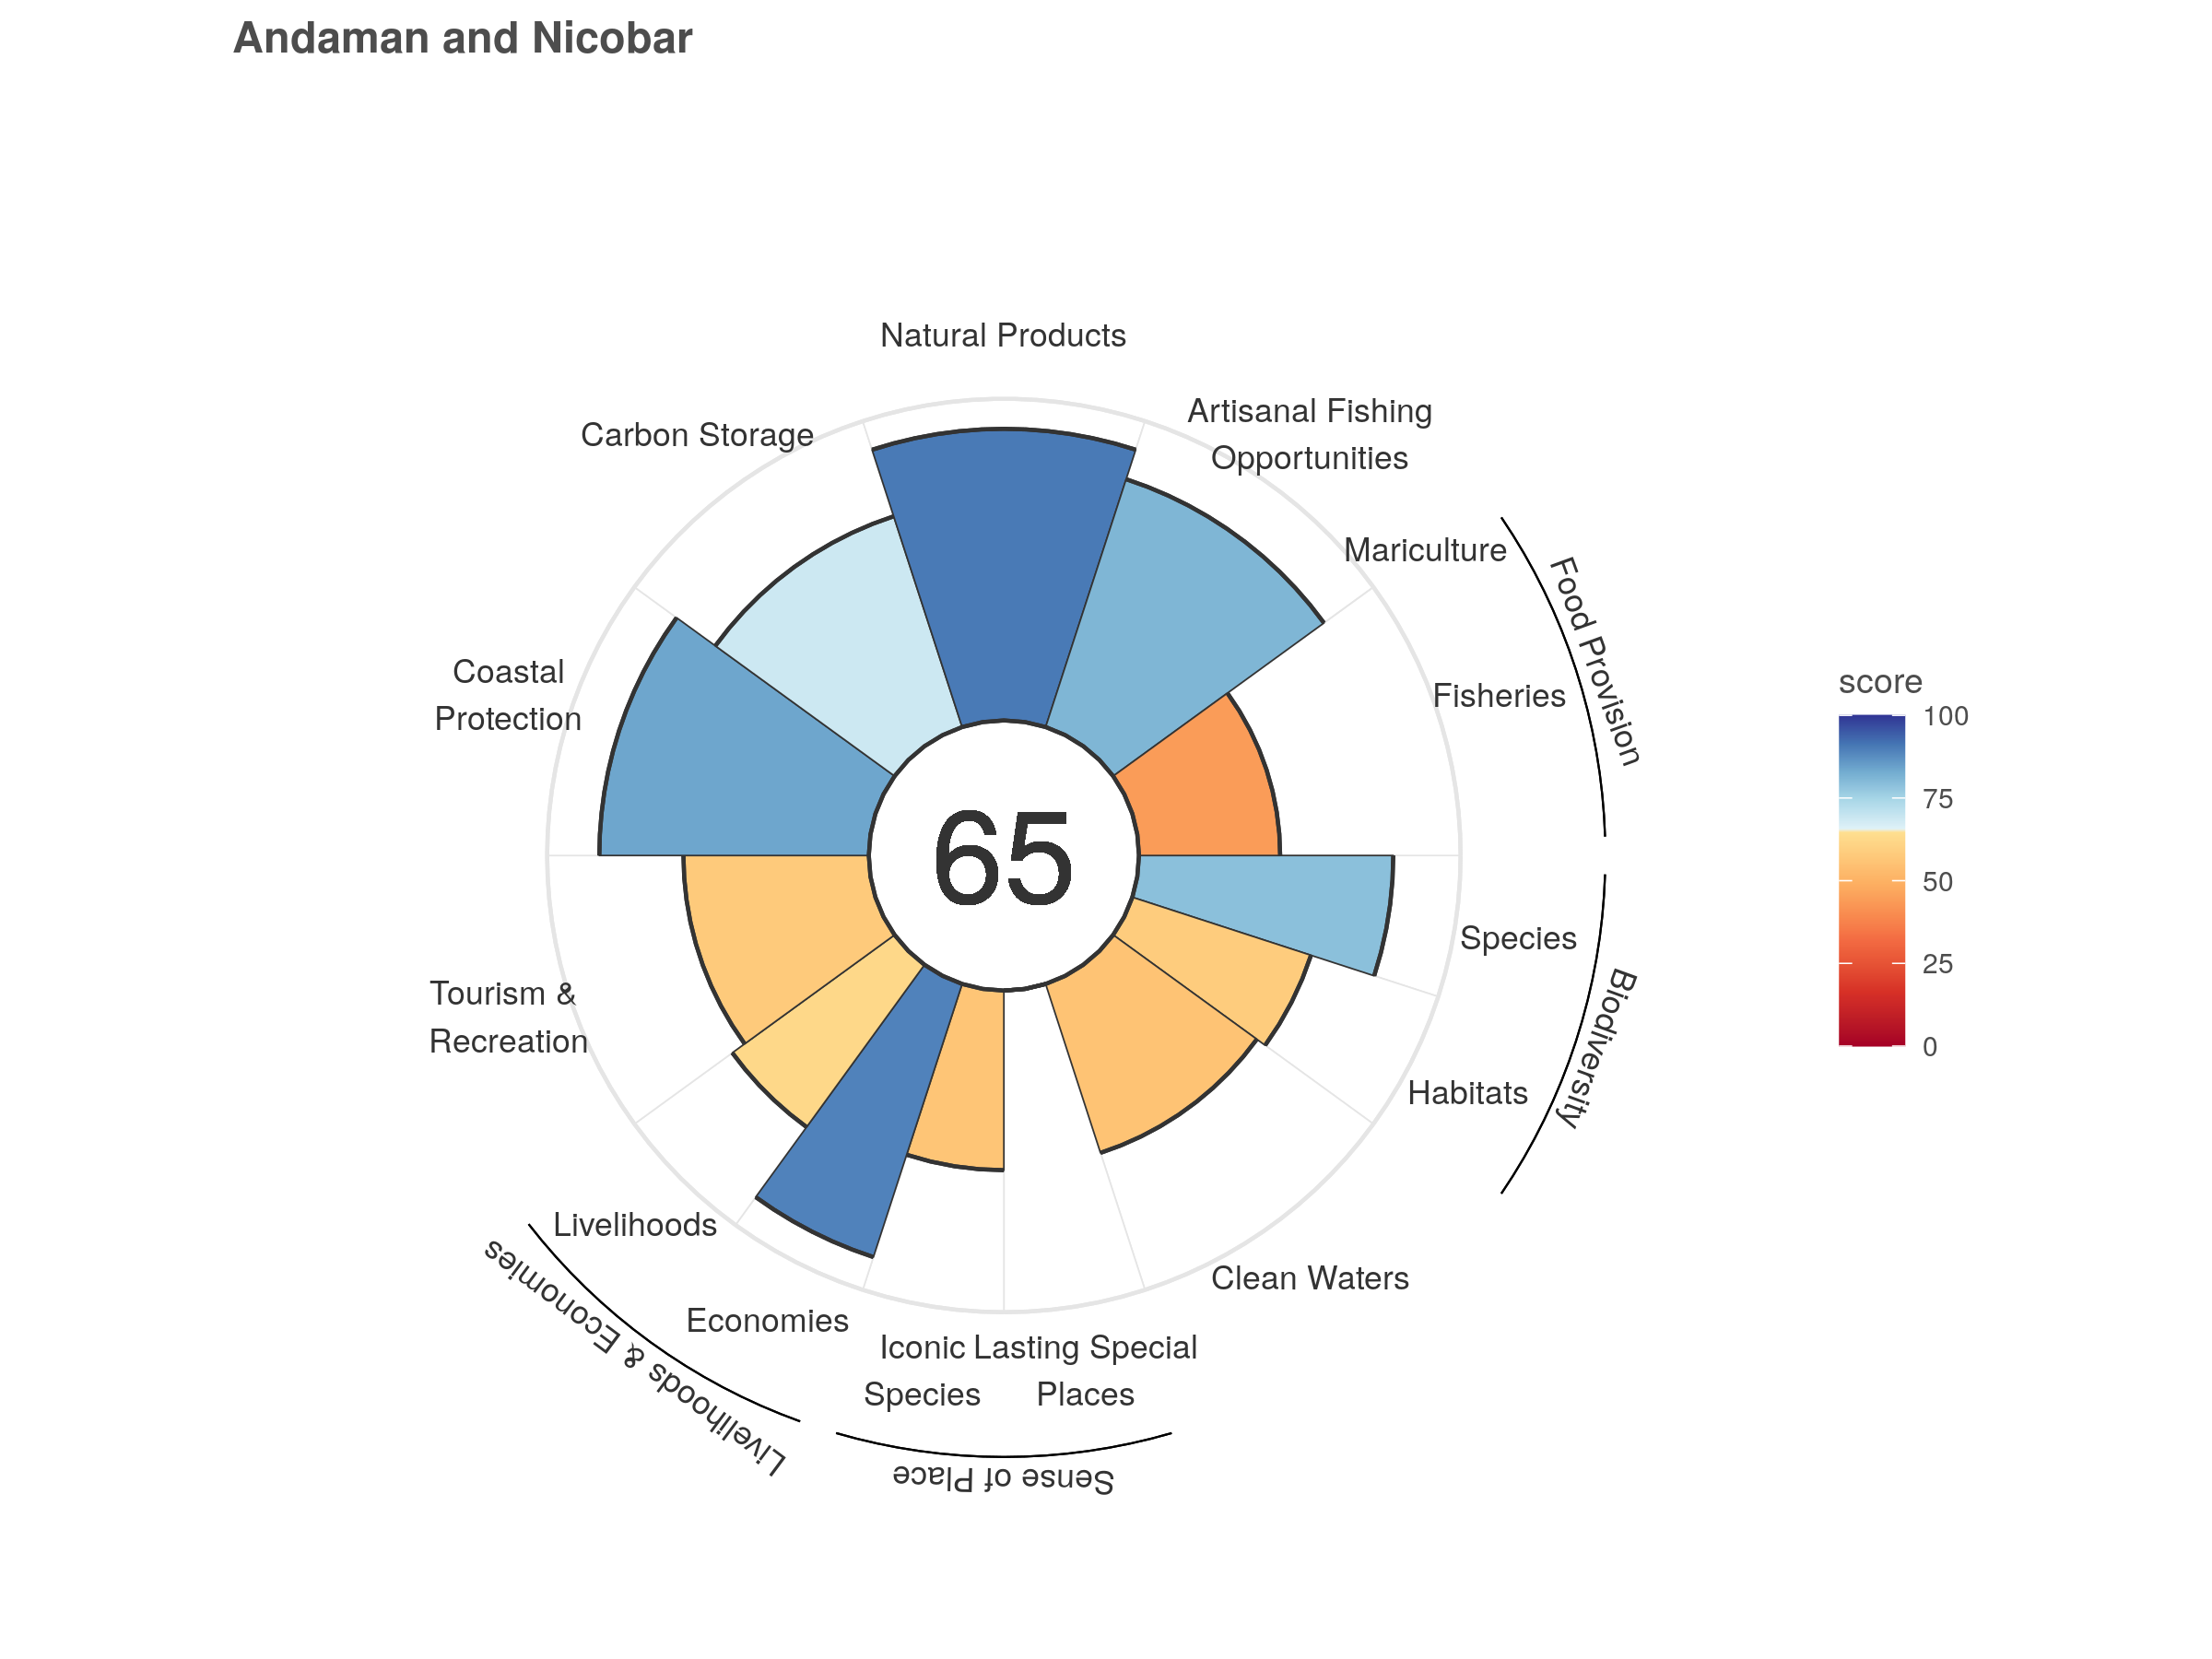 Andaman and Nicobar
Natural Products
Artisanal Fishing
Opportunities
Carbon Storage
Mariculture
Food Provision
Fisheries
Coastal
Protection
score
100
75
50
25
0
65
Species
Biodiversity
Tourism &
Recreation
Habitats
Livelihoods
Clean Waters
Economies
Livelihoods & Economies
Iconic
Species
Lasting Special
Places
Sense of Place